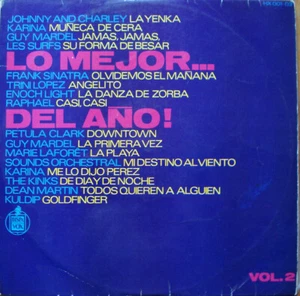 JOHNNY AND CHARLEY LA YENKA
KARINA MUÑECA DE CERA
GUY MARDEL JAMAS, JAMAS,
LES SURFS SU FORMA DE BESAR
LO MEJOR...
FRANK SINATRA OLVIDEMOS EL MAÑANA
TRINI LOPEZ ANGELITO
ENOCH LIGHT LA DANZA DE ZORBA
RAPHAEL CASI, CASI
DEL AÑO!
PETULA CLARK DOWNTOWN
GUY MARDEL LA PRIMERA VEZ
MARIE LAFORET LA PLAYA
SOUNDS ORCHESTRAL MI DESTINO AL VIENTO
KARINA ME LO DIJO PEREZ
THE KINKS DE DIA Y DE NOCHE
DEAN MARTIN TODOS QUIEREN A ALGUIEN
KULDIP GOLDFINGER
VOL. 2